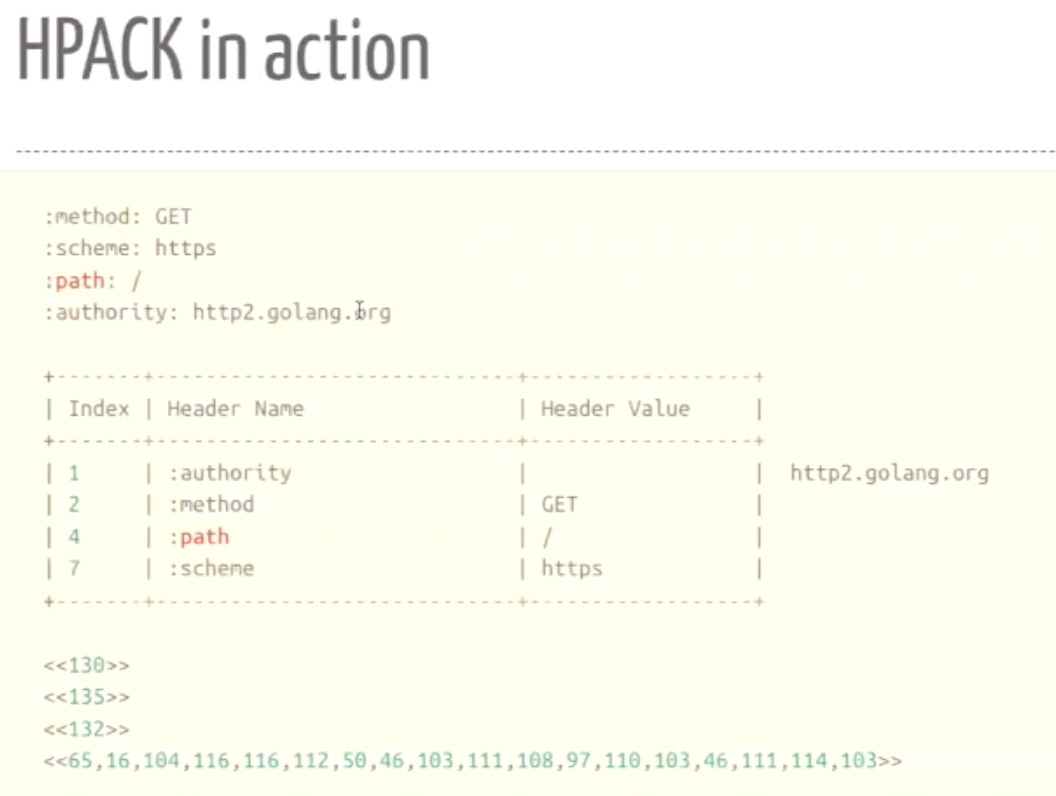 HPACK in action
:method: GET
:scheme: https
:path: /
:authority: http2.golang.org
+-------+-----------------------------+------------------+
| Index | Header Name | Header Value |
+-------+-----------------------------+------------------+
| 1 | :authority | | http2.golang.org
| 2 | :method | GET |
| 4 | :path | / |
| 7 | :scheme | https |
+-------+-----------------------------+------------------+
<<130>>
<<135>>
<<132>>
<<65,16,104,116,116,112,50,46,103,111,108,97,110,103,46,111,114,103>>